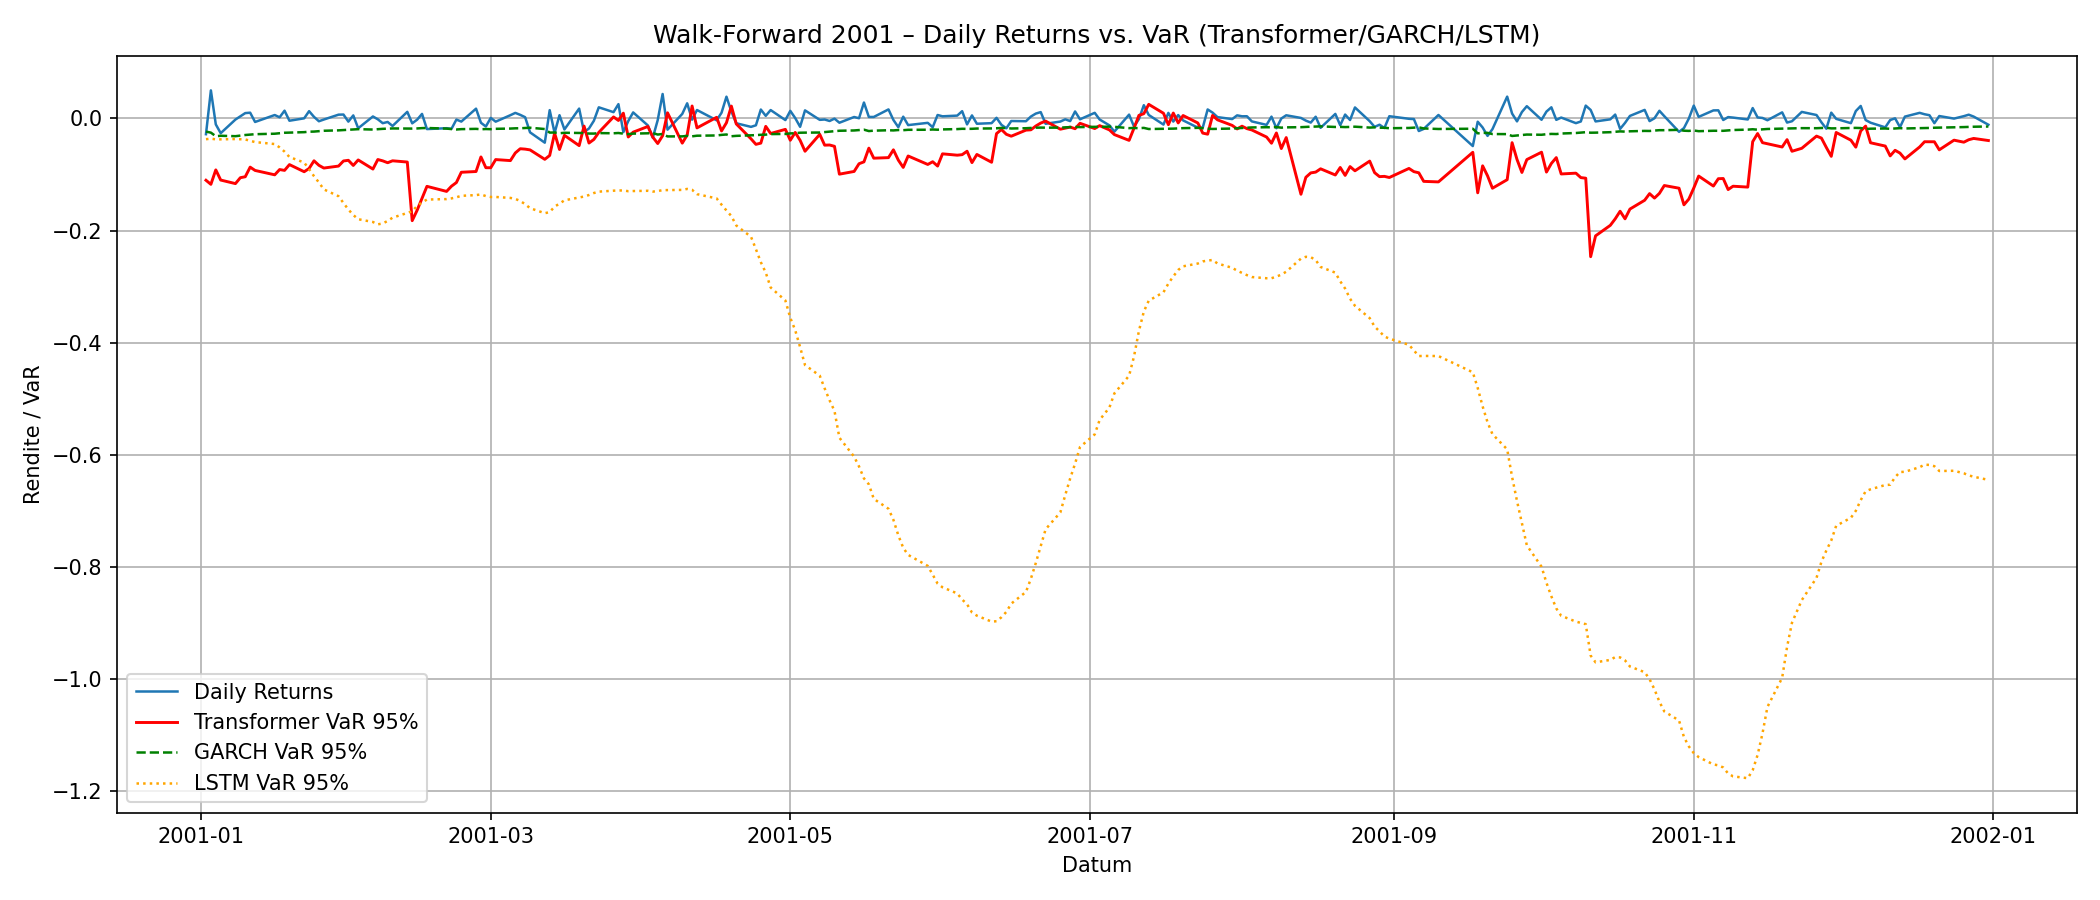 Walk-Forward 2001 – Daily Returns vs. VaR (Transformer/GARCH/LSTM)
Rendite / VaR
0.0
−0.2
−0.4
−0.6
−0.8
−1.0
−1.2
Daily Returns
Transformer VaR 95%
GARCH VaR 95%
LSTM VaR 95%
2001-01 2001-03 2001-05 2001-07 2001-09 2001-11 2002-01
Datum